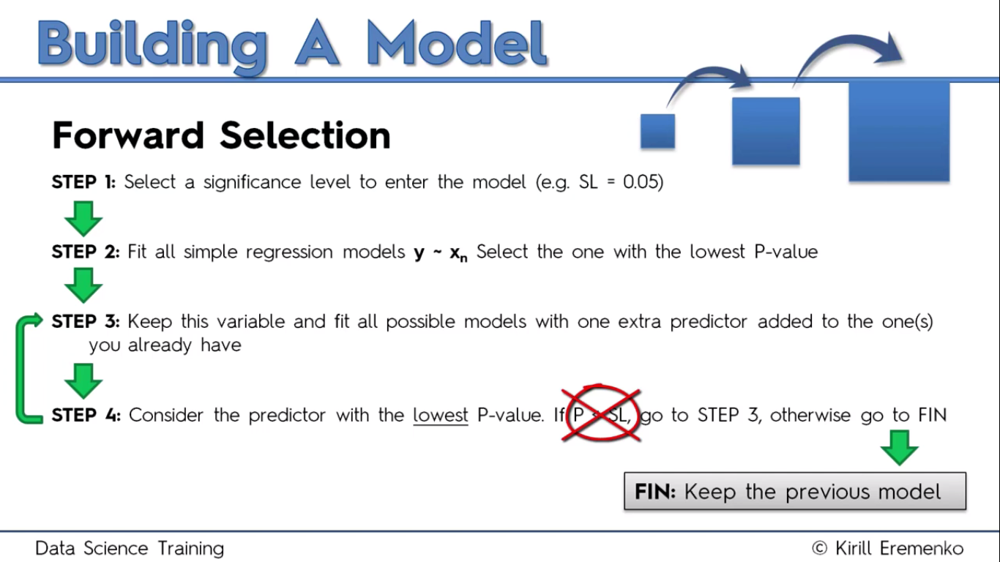 Building A Model
Forward Selection
STEP 1: Select a significance level to enter the model (e.g. SL = 0.05)
STEP 2: Fit all simple regression models y ~ xn Select the one with the lowest P-value
STEP 3: Keep this variable and fit all possible models with one extra predictor added to the one(s)
you already have
STEP 4: Consider the predictor with the lowest P-value. If P < SL, go to STEP 3, otherwise go to FIN
FIN: Keep the previous model
Data Science Training
© Kirill Eremenko